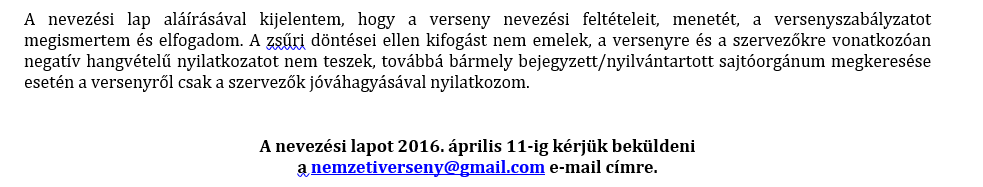 A nevezési lap aláírásával kijelentem, hogy a verseny nevezési feltételeit, menetét, a versenyszabályzatot
megismertem és elfogadom. A zsűri döntései ellen kifogást nem emelek, a versenyre és a szervezőkre vonatkozóan
negatív hangvételű nyilatkozatot nem teszek, továbbá bármely bejegyzett/nyilvántartott sajtóorgánum megkeresése
esetén a versenyről csak a szervezők jóváhagyásával nyilatkozom.
A nevezési lapot 2016. április 11-ig kérjük beküldeni
a nemzetiverseny@gmail.com e-mail címre.